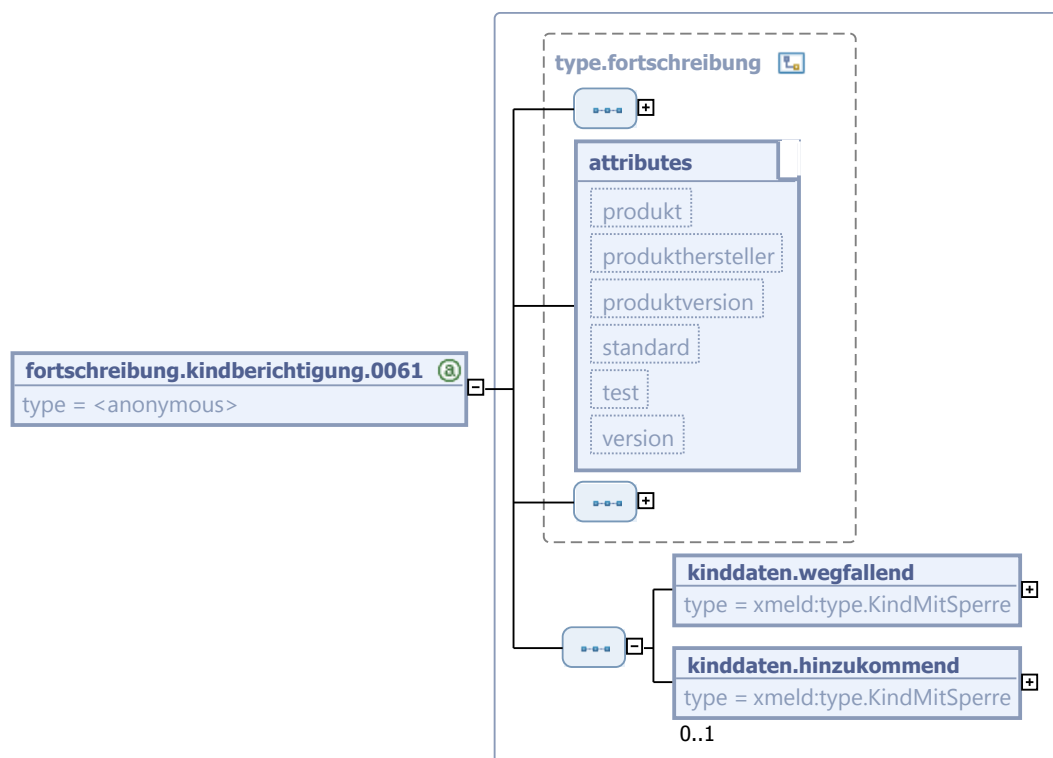 type.fortschreibung
attributes
produkt
produkthersteller
produktversion
standard
test
version
fortschreibung.kindberichtigung.0061 a
type = <anonymous>
kinddaten.wegfallend
type = xmeld:type.KindMitSperre
kinddaten.hinzukommend
type = xmeld:type.KindMitSperre
0..1